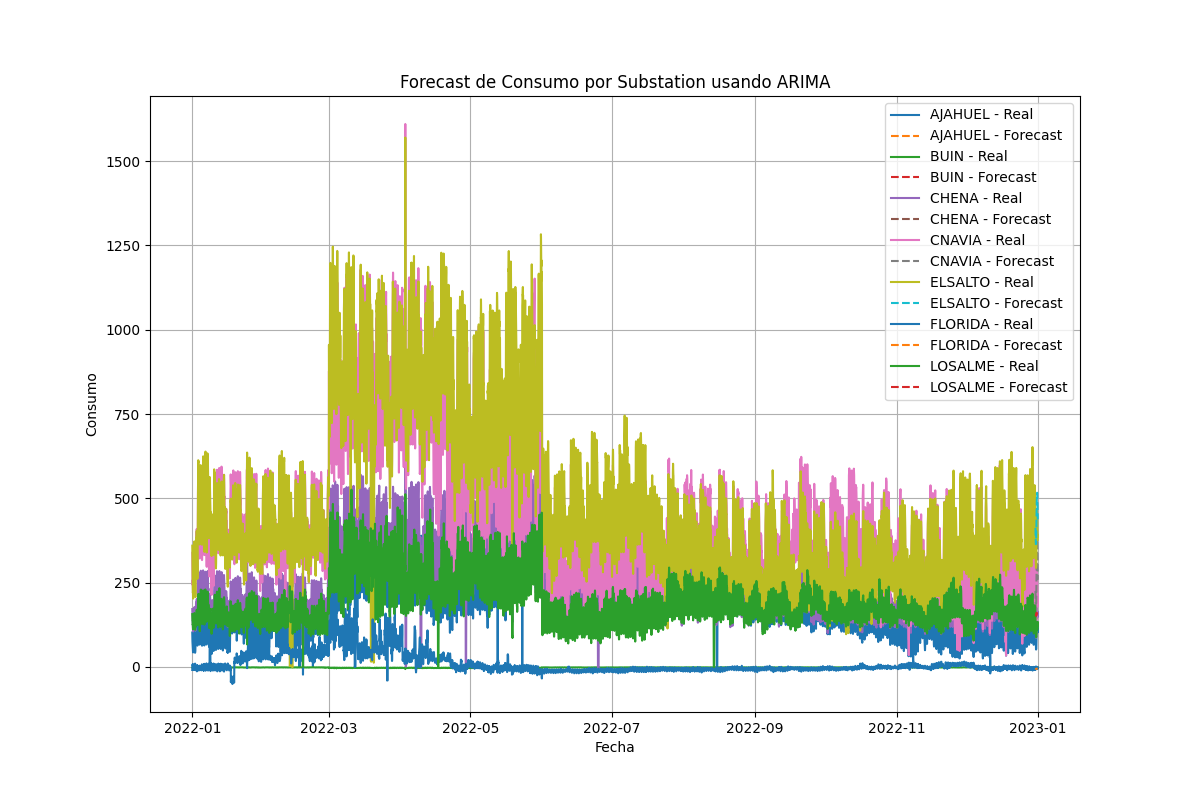 Forecast de Consumo por Substation usando ARIMA
AJAHUEL - Real
AJAHUEL - Forecast
BUIN - Real
BUIN - Forecast
CHENA - Real
CHENA - Forecast
CNAVIA - Real
CNAVIA - Forecast
ELSALTO - Real
ELSALTO - Forecast
FLORIDA - Real
FLORIDA - Forecast
LOSALME - Real
LOSALME - Forecast
1500
1250
1000
750
500
250
0
Consumo
2022-01 2022-03 2022-05 2022-07 2022-09 2022-11 2023-01
Fecha